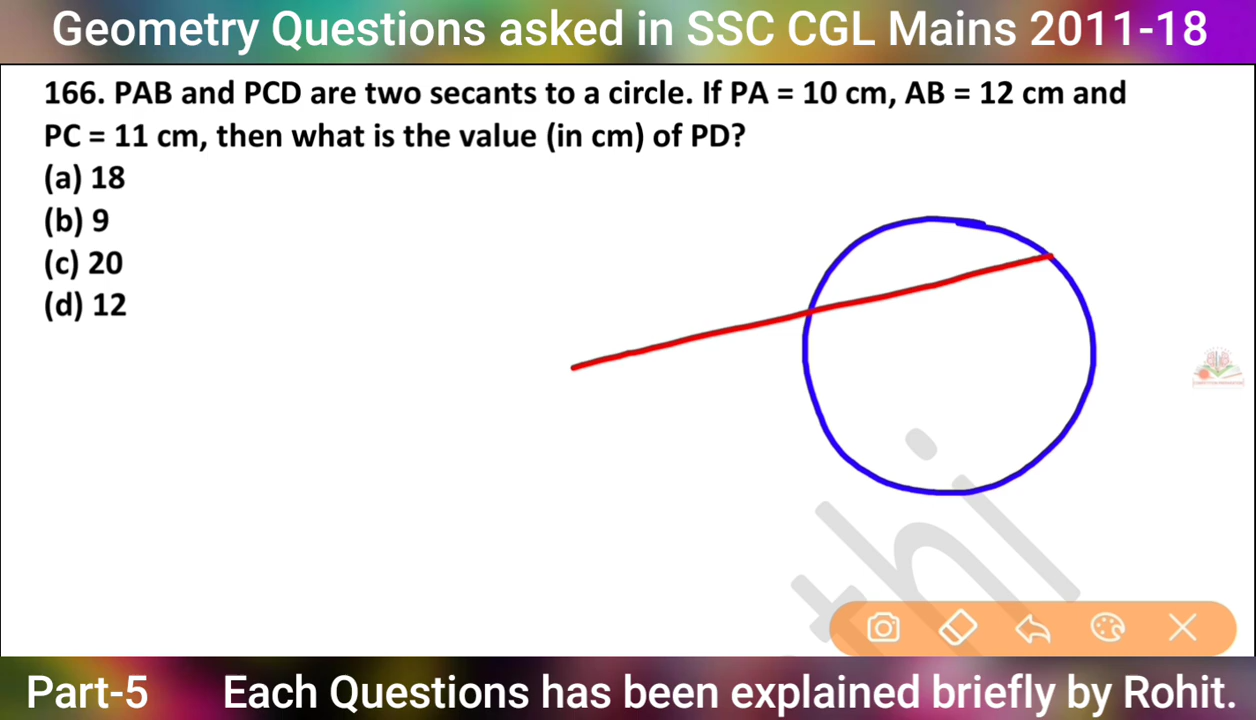 Geometry Questions asked in SSC CGL Mains 2011-18
166. PAB and PCD are two secants to a circle. If PA = 10 cm, AB = 12 cm and
PC = 11 cm, then what is the value (in cm) of PD?
(a) 18
(b) 9
(c) 20
(d) 12
thi
Part-5 Each Questions has been explained briefly by Rohit.